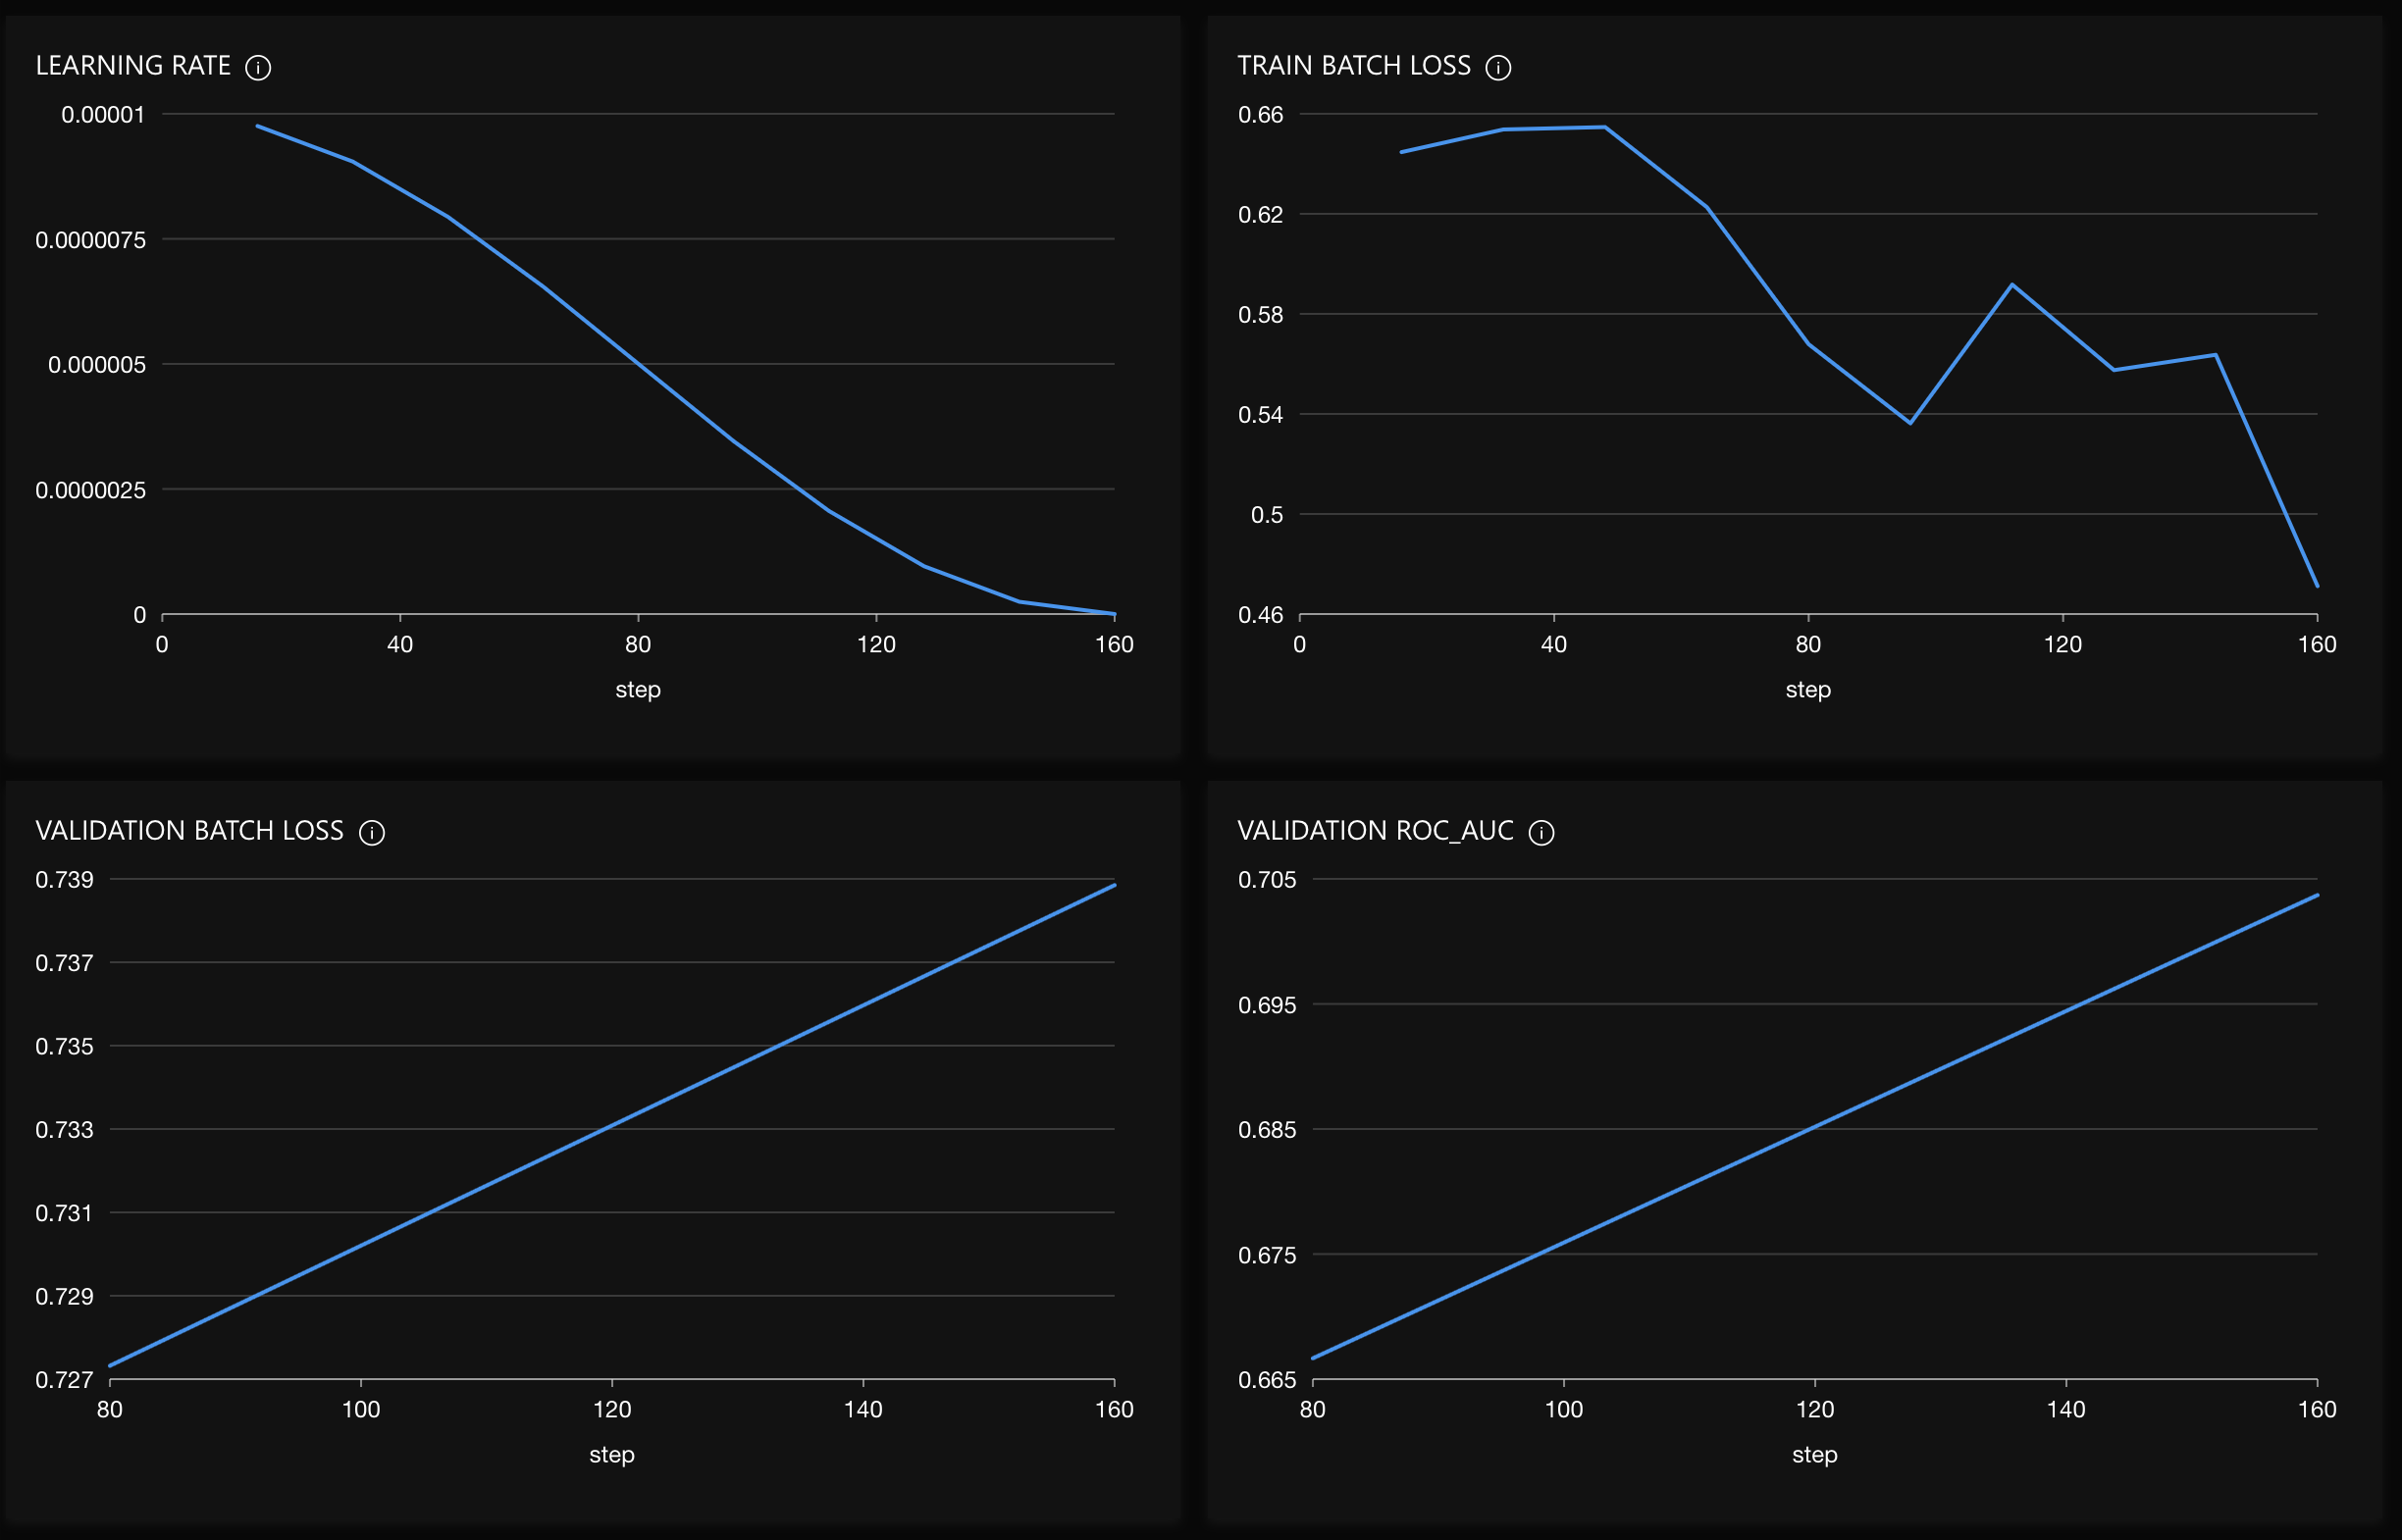 LEARNING RATE
0.00001
0.0000075
0.000005
0.0000025
0
0 40 80 120 160
step
TRAIN BATCH LOSS
0.66
0.62
0.58
0.54
0.5
0.46
0 40 80 120 160
step
VALIDATION BATCH LOSS
0.739
0.737
0.735
0.733
0.731
0.729
0.727
80 100 120 140 160
step
VALIDATION ROC_AUC
0.705
0.695
0.685
0.675
0.665
80 100 120 140 160
step